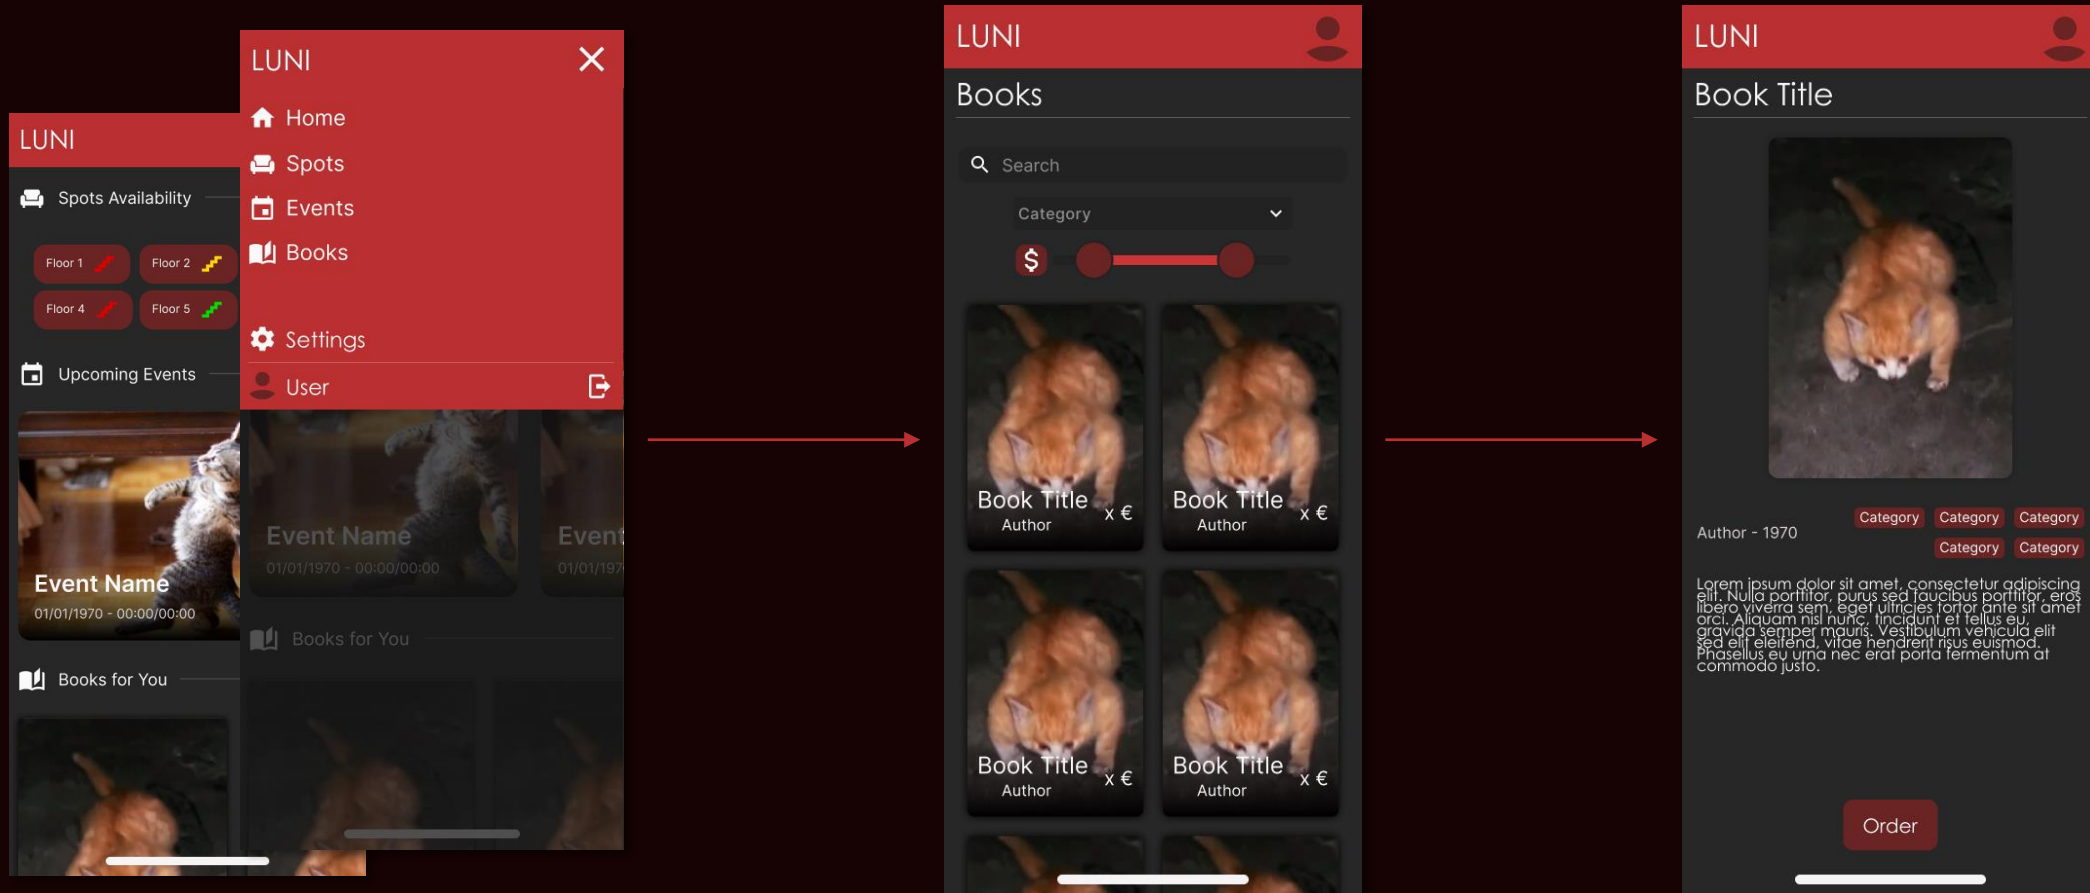 LUNI
Spots Availability
Floor 1
Floor 2
Floor 4
Floor 5
Upcoming Events
Event Name
01/01/1970 - 00:00/00:00
Books for You
LUNI
Home
Spots
Events
Books
Settings
User
Event Name
01/01/1970 - 00:00/00:00
Event
01/01/197
Books for You
LUNI
Books
Search
Category
$
Book Title
Author
x €
Book Title
Author
x €
Book Title
Author
x €
Book Title
Author
x €
LUNI
Book Title
Author - 1970
Category Category Category
Category Category
Lorem ipsum dolor sit amet, consectetur adipiscing
elit. Nulla porttitor, purus sed faucibus porttitor, eros
libero viverra sem, eget ultricies tortor ante sit amet
orci. Aliquam nisl nunc, tincidunt et tellus eu,
gravida semper mauris. Vestibulum vehicula elit
sed elit eleifend, vitae hendrerit risus euismod.
Phasellus eu urna nec erat porta fermentum at
commodo justo.
Order